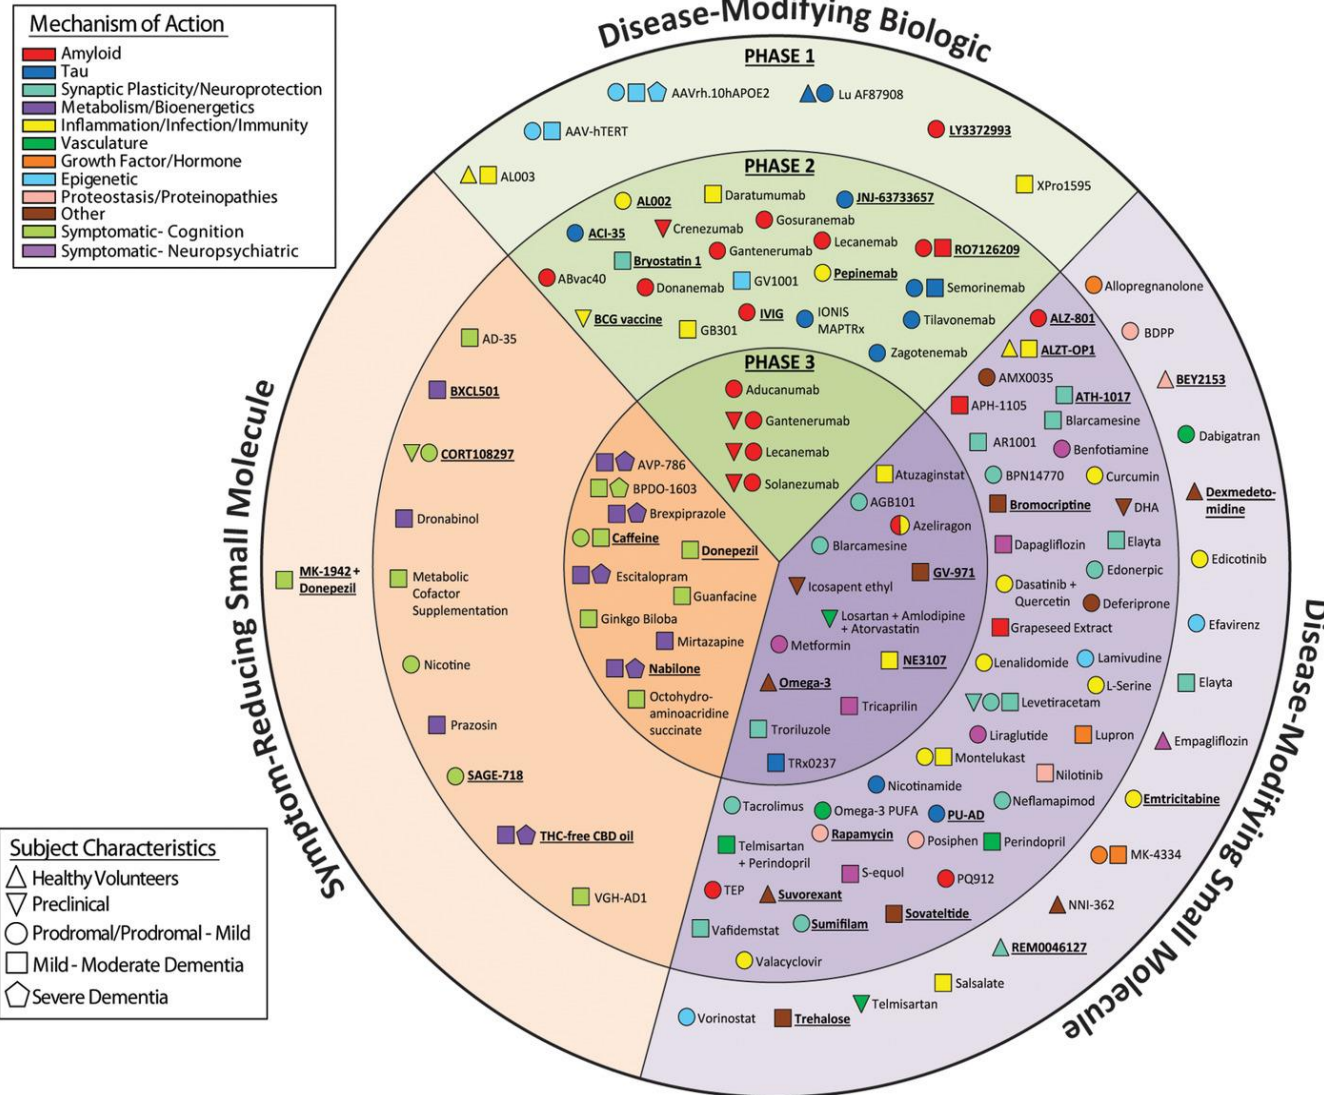 Mechanism of Action
Amyloid
Tau
Synaptic Plasticity/Neuroprotection
Metabolism/Bioenergetics
Inflammation/Infection/Immunity
Vasculature
Growth Factor/Hormone
Epigenetic
Proteostasis/Proteinopathies
Other
Symptomatic- Cognition
Symptomatic- Neuropsychiatric
Disease-Modifying Biologic
PHASE 1
AAVrh.10hAPOE2
Lu AF87908
AAV-hTERT
LY3372993
AL003
XPro1595
PHASE 2
Daratumumab
AL002
JNJ-63733657
Gosuranemab
ACI-35
Crenezumab
Lecanemab
Gantenerumab
RO7126209
Bryostatin 1
Pepinemab
ABvac40
GV1001
Donanemab
Semorinemab
IVIG
BCG vaccine
IONIS
MAPTRx
Tilavonemab
GB301
Zagotenemab
PHASE 3
Aducanumab
Gantenerumab
Lecanemab
Solanezumab
Symptom-Reducing Small Molecule
MK-1942 +
Donepezil
AD-35
BXCL501
CORT108297
Dronabinol
Metabolic
Cofactor
Supplementation
Nicotine
Prazosin
SAGE-718
THC-free CBD oil
VGH-AD1
AVP-786
BPDO-1603
Brexpiprazole
Caffeine
Donepezil
Escitalopram
Guanfacine
Ginkgo Biloba
Mirtazapine
Nabilone
Octohydro-
aminoacridine
succinate
Disease-Modifying Small Molecule
Atuzaginstat
AGB101
Azeliragon
Blarcamesine
GV-971
Icosapent ethyl
Losartan + Amlodipine
+ Atorvastatin
Metformin
NE3107
Omega-3
Tricaprilin
Troriluzole
TRx0237
ALZ-801
ALZT-OP1
AMX0035
ATH-1017
APH-1105
Blarcamesine
AR1001
Benfotiamine
BPN14770
Curcumin
Bromocriptine
DHA
Dapagliflozin
Elayta
Edonerpic
Dasatinib +
Quercetin
Deferiprone
Grapeseed Extract
Lenalidomide
Lamivudine
L-Serine
Levetiracetam
Liraglutide
Lupron
Montelukast
Nilotinib
Nicotinamide
Neflamapimod
Tacrolimus
Omega-3 PUFA
PU-AD
Rapamycin
Posiphen
Perindopril
Telmisartan
+ Perindopril
S-equol
PQ912
TEP
Suvorexant
Sovateltide
Vafidemstat
Sumifilam
Valacyclovir
Allopregnanolone
BDPP
BEY2153
Dabigatran
Dexmedeto-
midine
Edicotinib
Efavirenz
Elayta
Empagliflozin
Emtricitabine
MK-4334
NNI-362
REM0046127
Salsalate
Telmisartan
Trehalose
Vorinostat
Subject Characteristics
Healthy Volunteers
Preclinical
Prodromal/Prodromal - Mild
Mild - Moderate Dementia
Severe Dementia